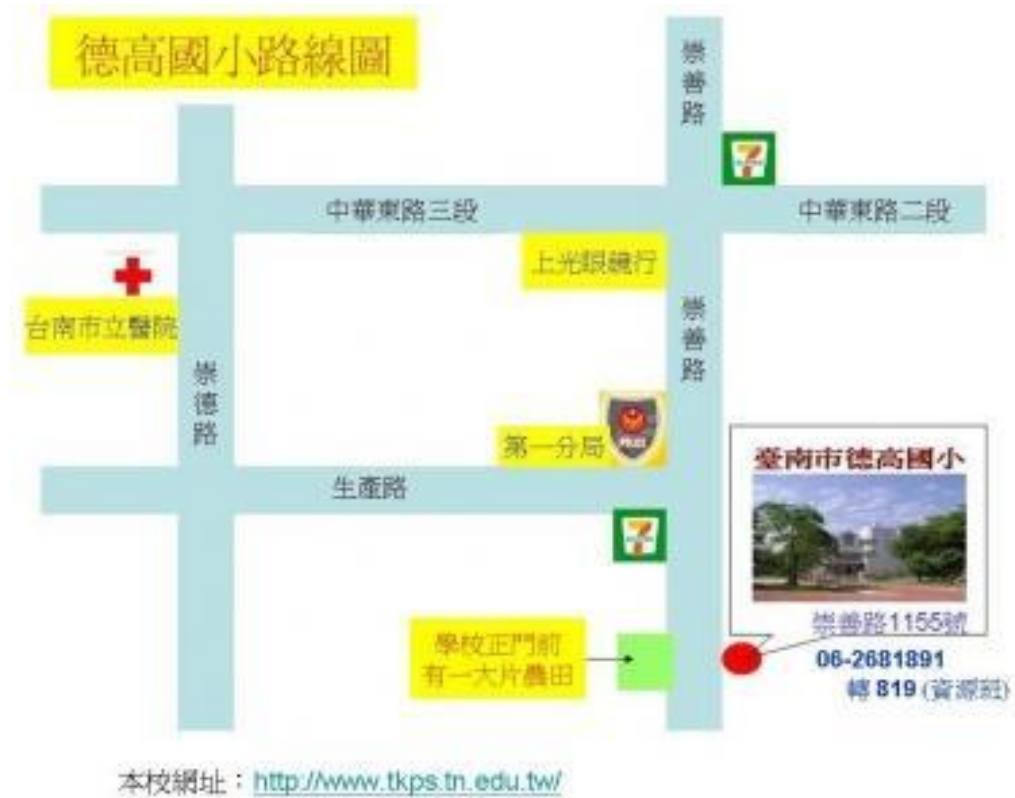 德高國小路線圖
崇善路
中華東路三段
中華東路二段
上光眼鏡行
台南市立醫院
崇善路
崇德路
第一分局
POLICE
生產路
臺南市德高國小
崇善路1155號
學校正門前
有一大片農田
06-2681891
轉 819 (資源班)
本校網址：http://www.tkps.tn.edu.tw/